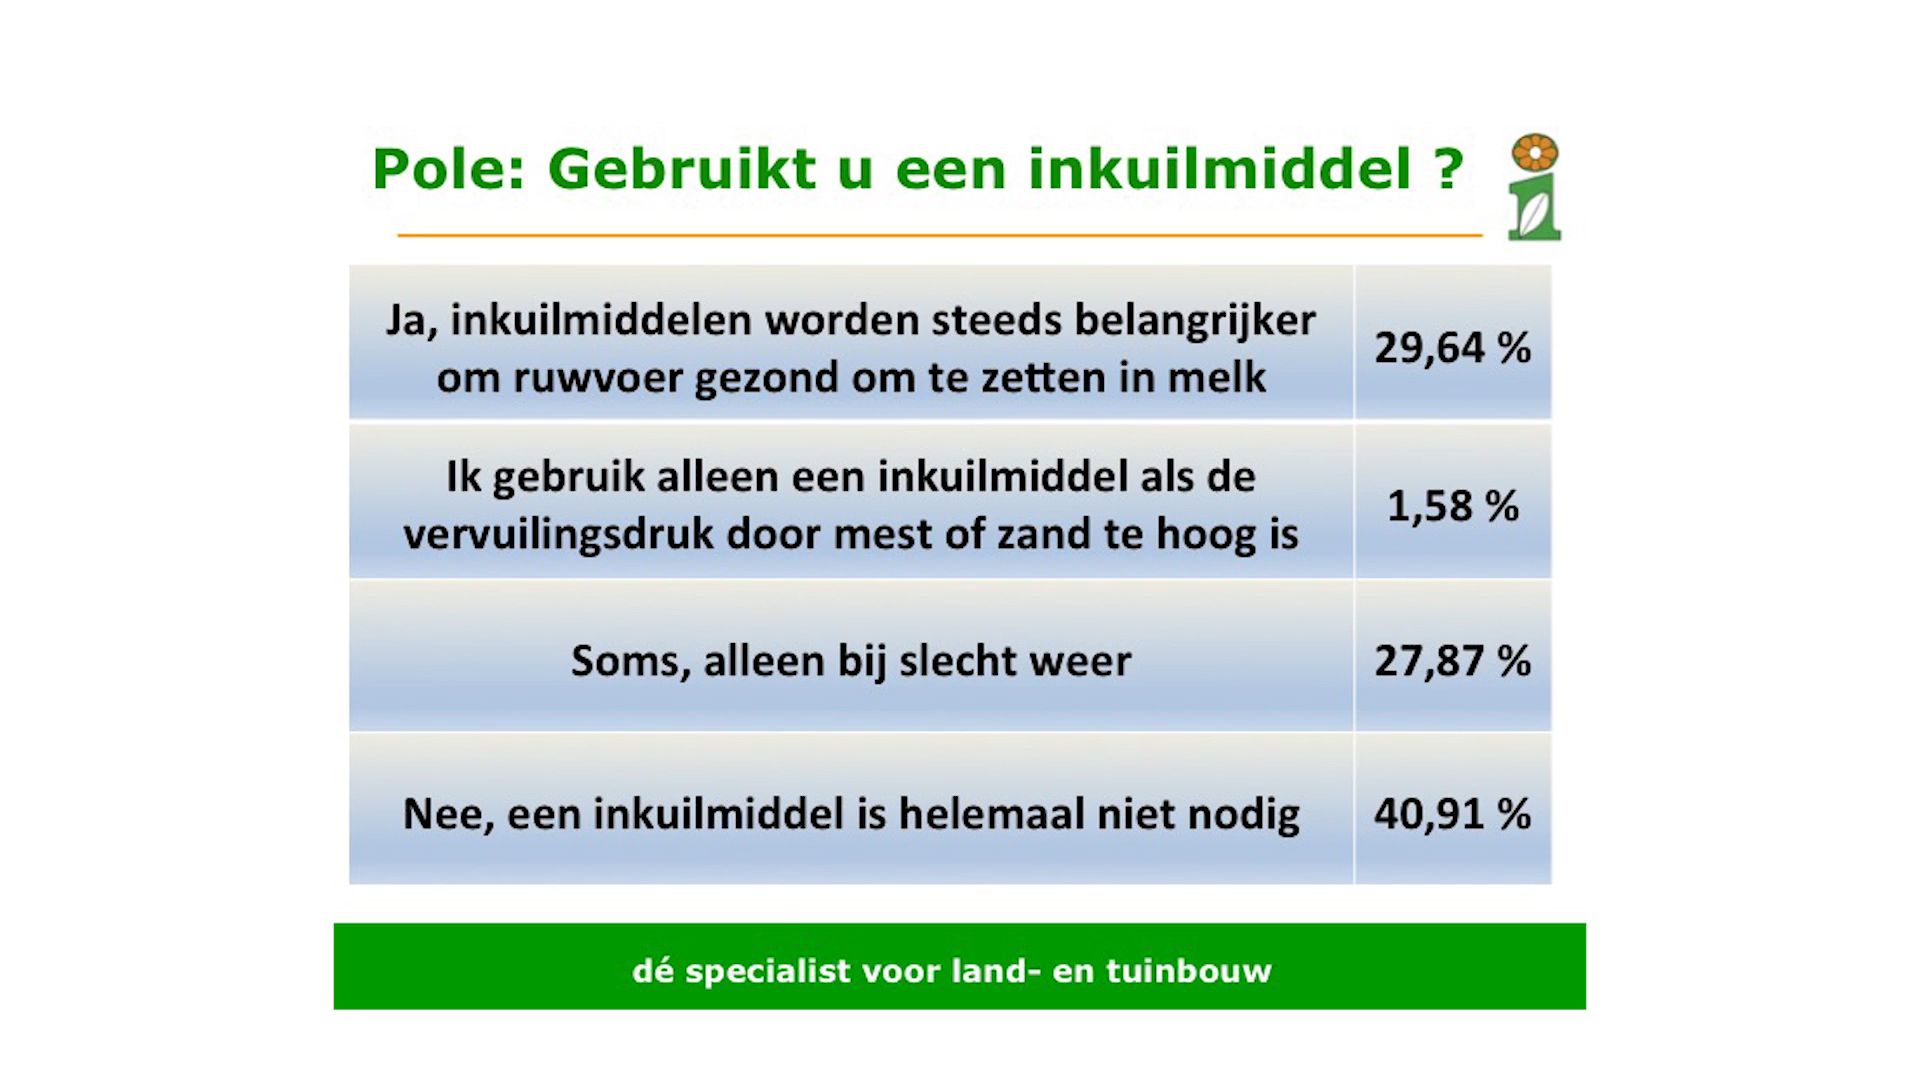 Pole: Gebruikt u een inkuilmiddel ?
Ja, inkuilmiddelen worden steeds belangrijker
om ruwvoer gezond om te zetten in melk
29,64 %
Ik gebruik alleen een inkuilmiddel als de
vervuilingsdruk door mest of zand te hoog is
1,58 %
Soms, alleen bij slecht weer
27,87 %
Nee, een inkuilmiddel is helemaal niet nodig
40,91 %
dé specialist voor land- en tuinbouw